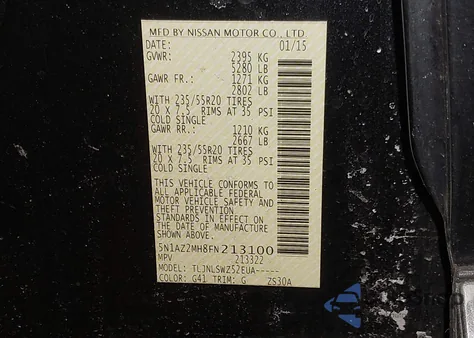 MFD BY NISSAN MOTOR CO., LTD.
DATE: 01/15
GVWR: 2395 KG
5280 LB
GAWR FR.: 1271 KG
2802 LB
WITH 235/55R20 TIRES
20 X 7.5 RIMS AT 35 PSI
COLD SINGLE
GAWR RR.: 1210 KG
2667 LB
WITH 235/55R20 TIRES
20 X 7.5 RIMS AT 35 PSI
COLD SINGLE
THIS VEHICLE CONFORMS TO
ALL APPLICABLE FEDERAL
MOTOR VEHICLE SAFETY AND
THEFT PREVENTION
STANDARDS IN EFFECT ON
THE DATE OF MANUFACTURE
SHOWN ABOVE.
5N1AZ2MH8FN213100
MPV 213322
MODEL: TLJNLSWZ52EUA-----
COLOR: G41 TRIM: G ZS30A